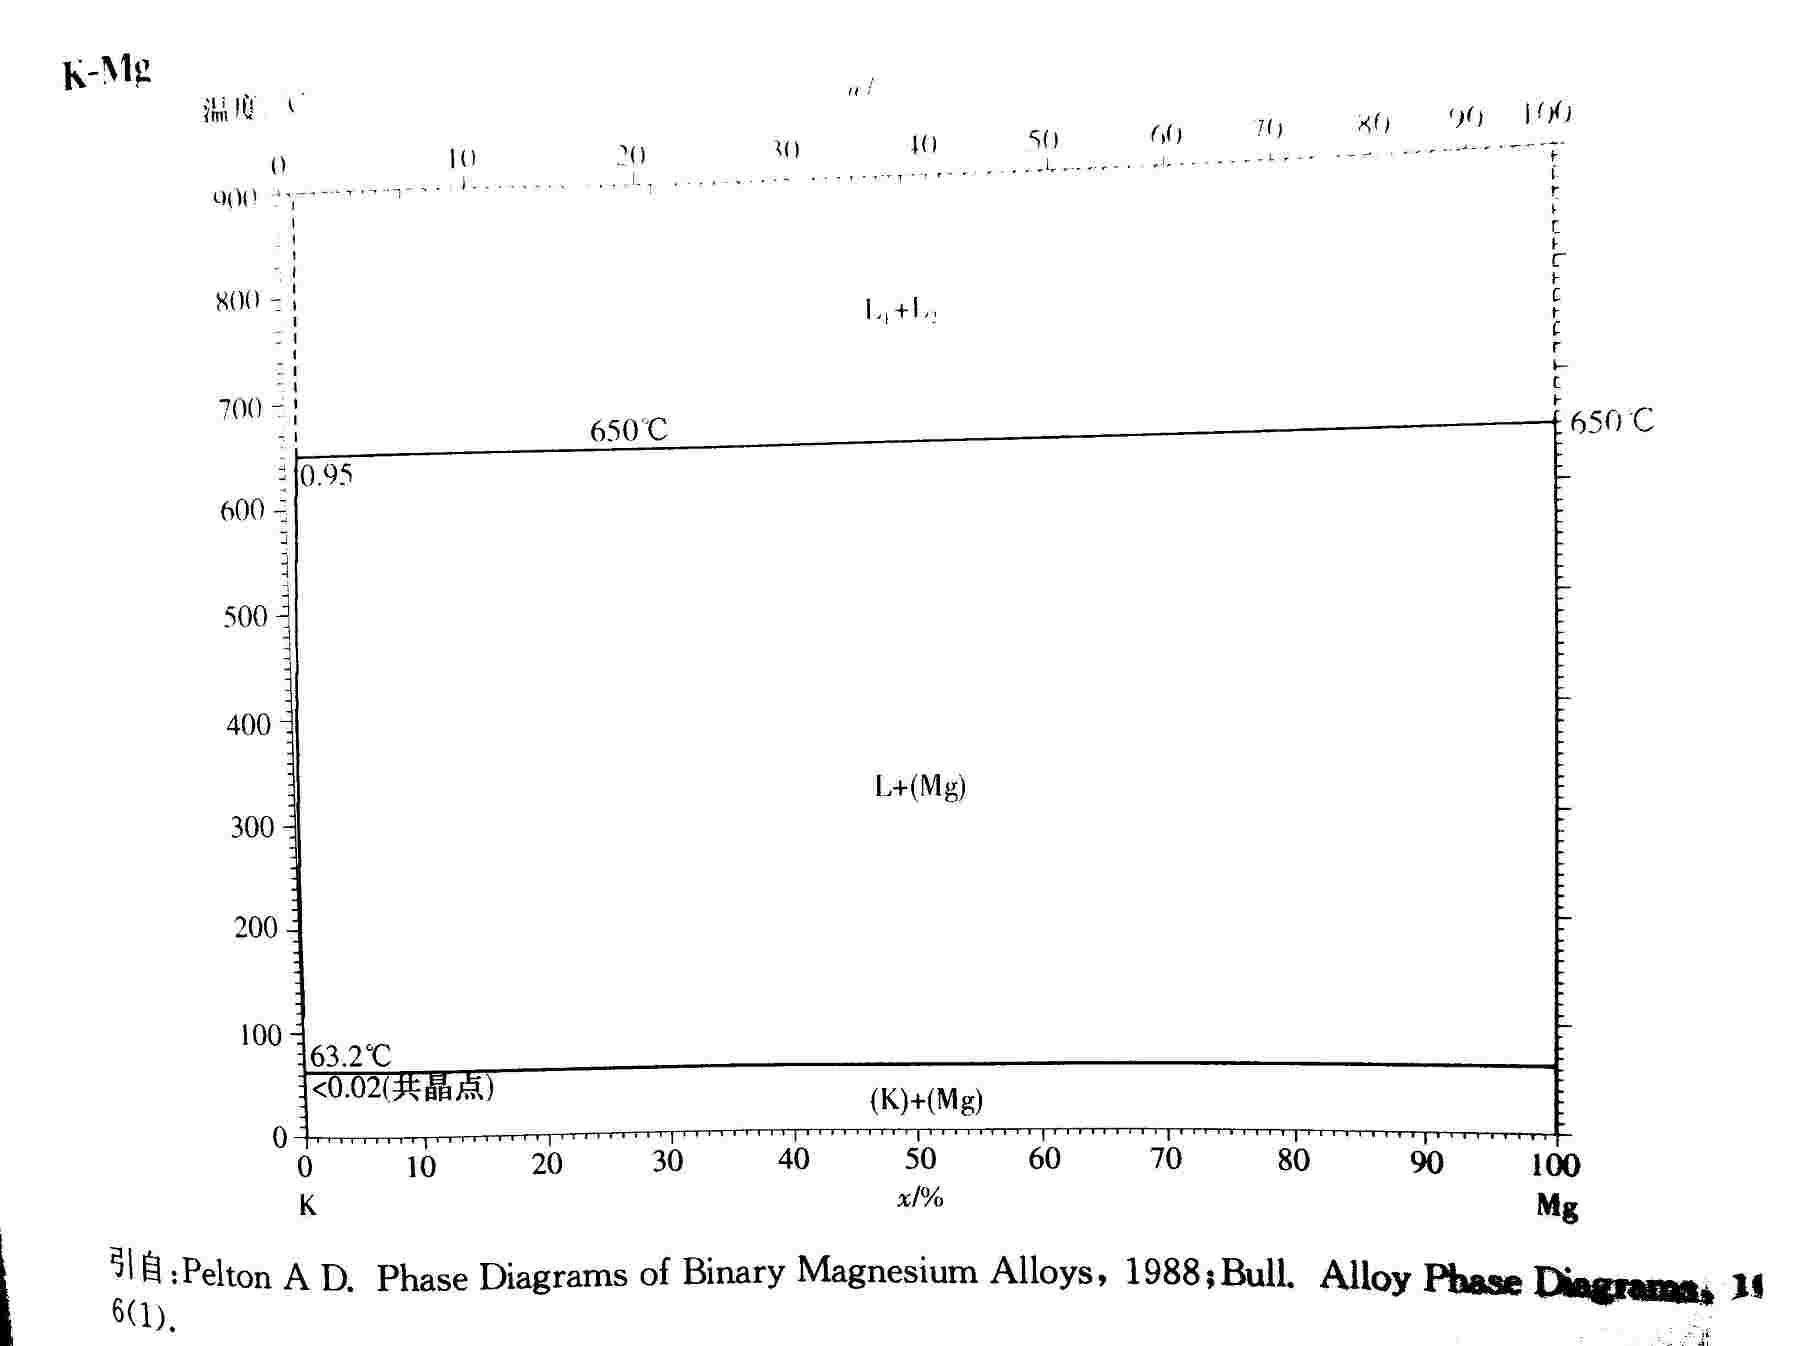 K-Mg
温度
0 10 20 30 40 50 60 70 80 90 100
900
L₁+L₂
800
700
650℃ 650℃
0.95
600
500
400
L+(Mg)
300
200
100
63.2℃
<0.02(共晶点)
(K)+(Mg)
0
0 10 20 30 40 50 60 70 80 90 100
K x/% Mg
引自:Pelton A D. Phase Diagrams of Binary Magnesium Alloys, 1988;Bull. Alloy Phase Diagrams,
6(1).